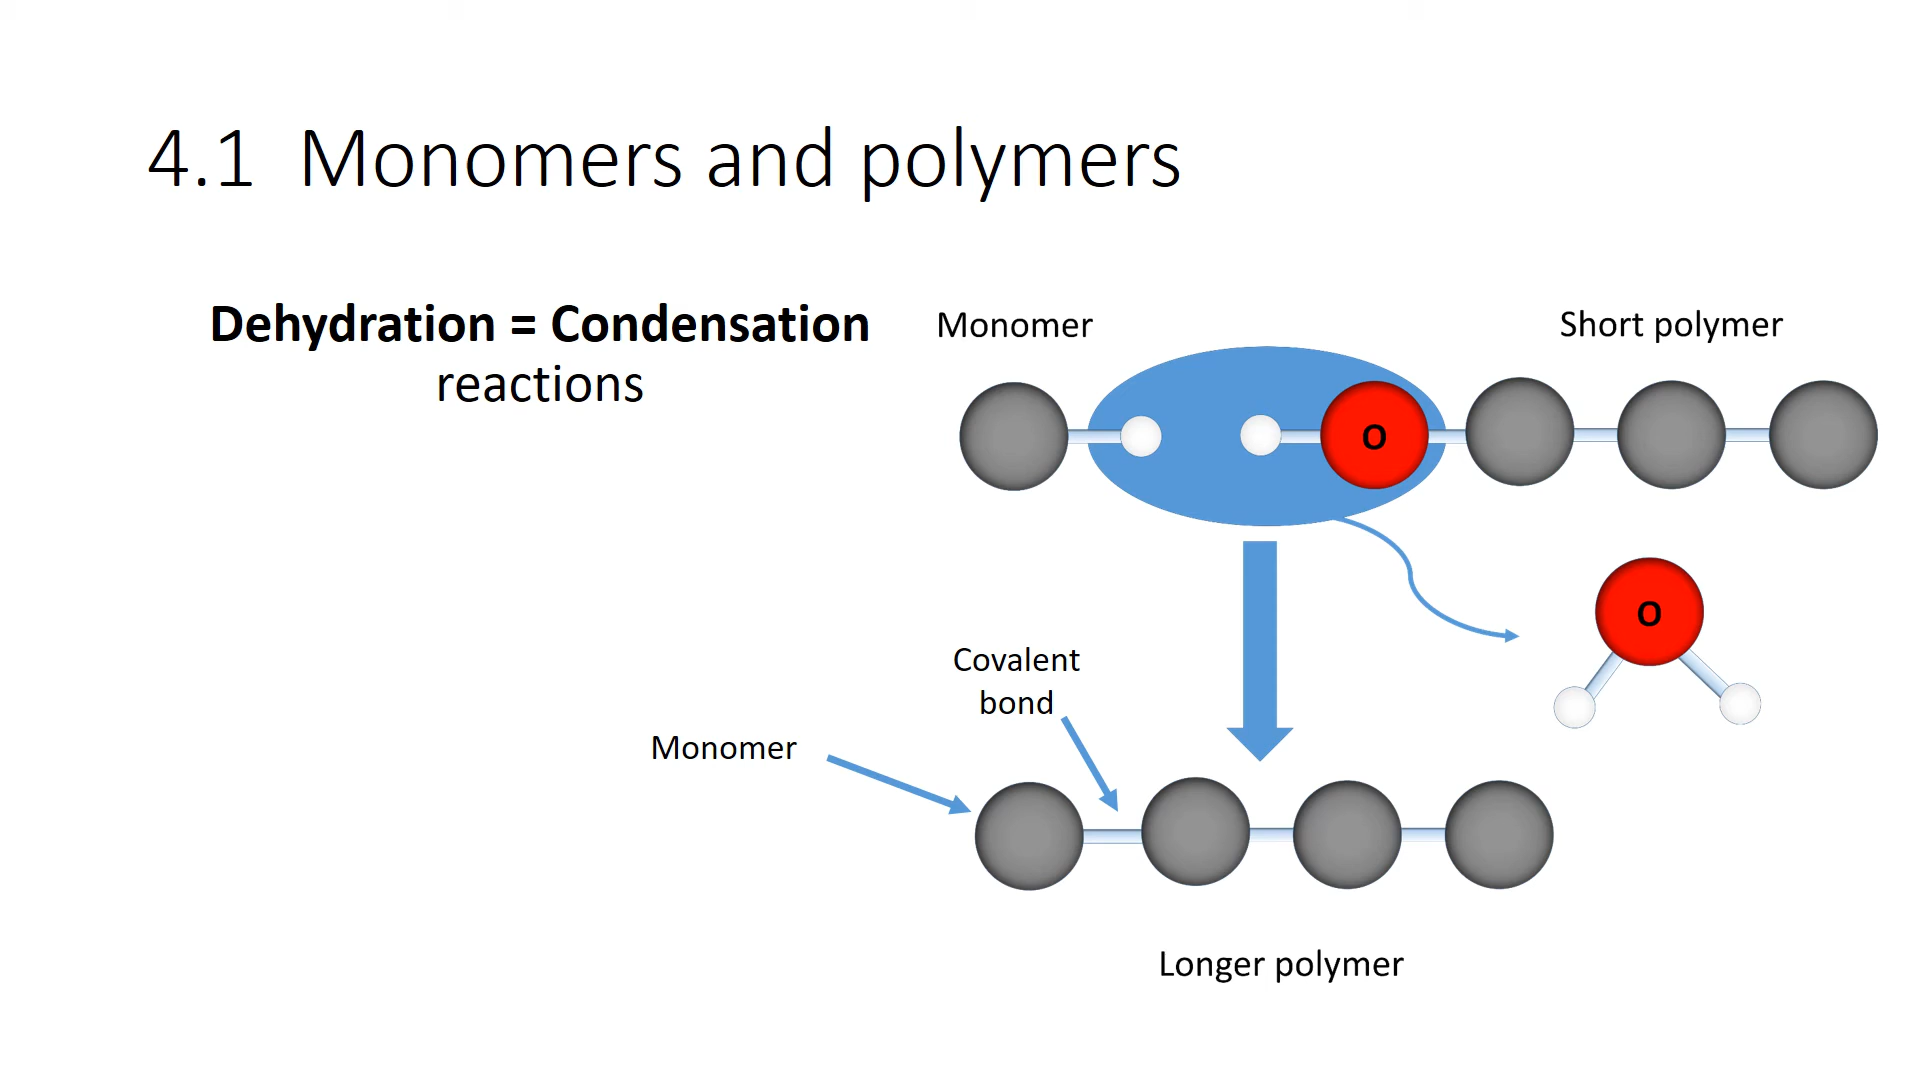 4.1 Monomers and polymers
Dehydration = Condensation
reactions
Monomer
Short polymer
O
O
Covalent
bond
Monomer
Longer polymer